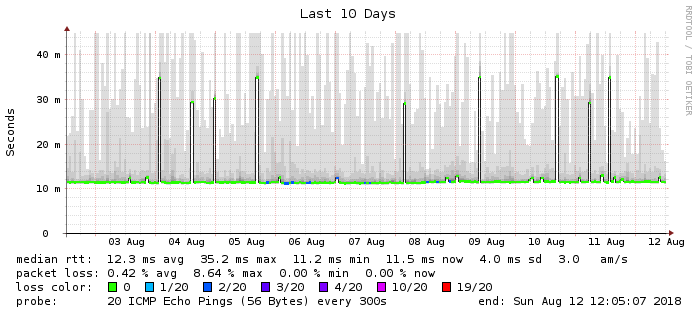 Last 10 Days
RRDTOOL / TOBI OETIKER
Seconds
40 m
30 m
20 m
10 m
0
03 Aug 04 Aug 05 Aug 06 Aug 07 Aug 08 Aug 09 Aug 10 Aug 11 Aug 12 Aug
median rtt: 12.3 ms avg 35.2 ms max 11.2 ms min 11.5 ms now 4.0 ms sd 3.0 am/s
packet loss: 0.42 % avg 8.64 % max 0.00 % min 0.00 % now
loss color: 0 1/20 2/20 3/20 4/20 10/20 19/20
probe: 20 ICMP Echo Pings (56 Bytes) every 300s end: Sun Aug 12 12:05:07 2018